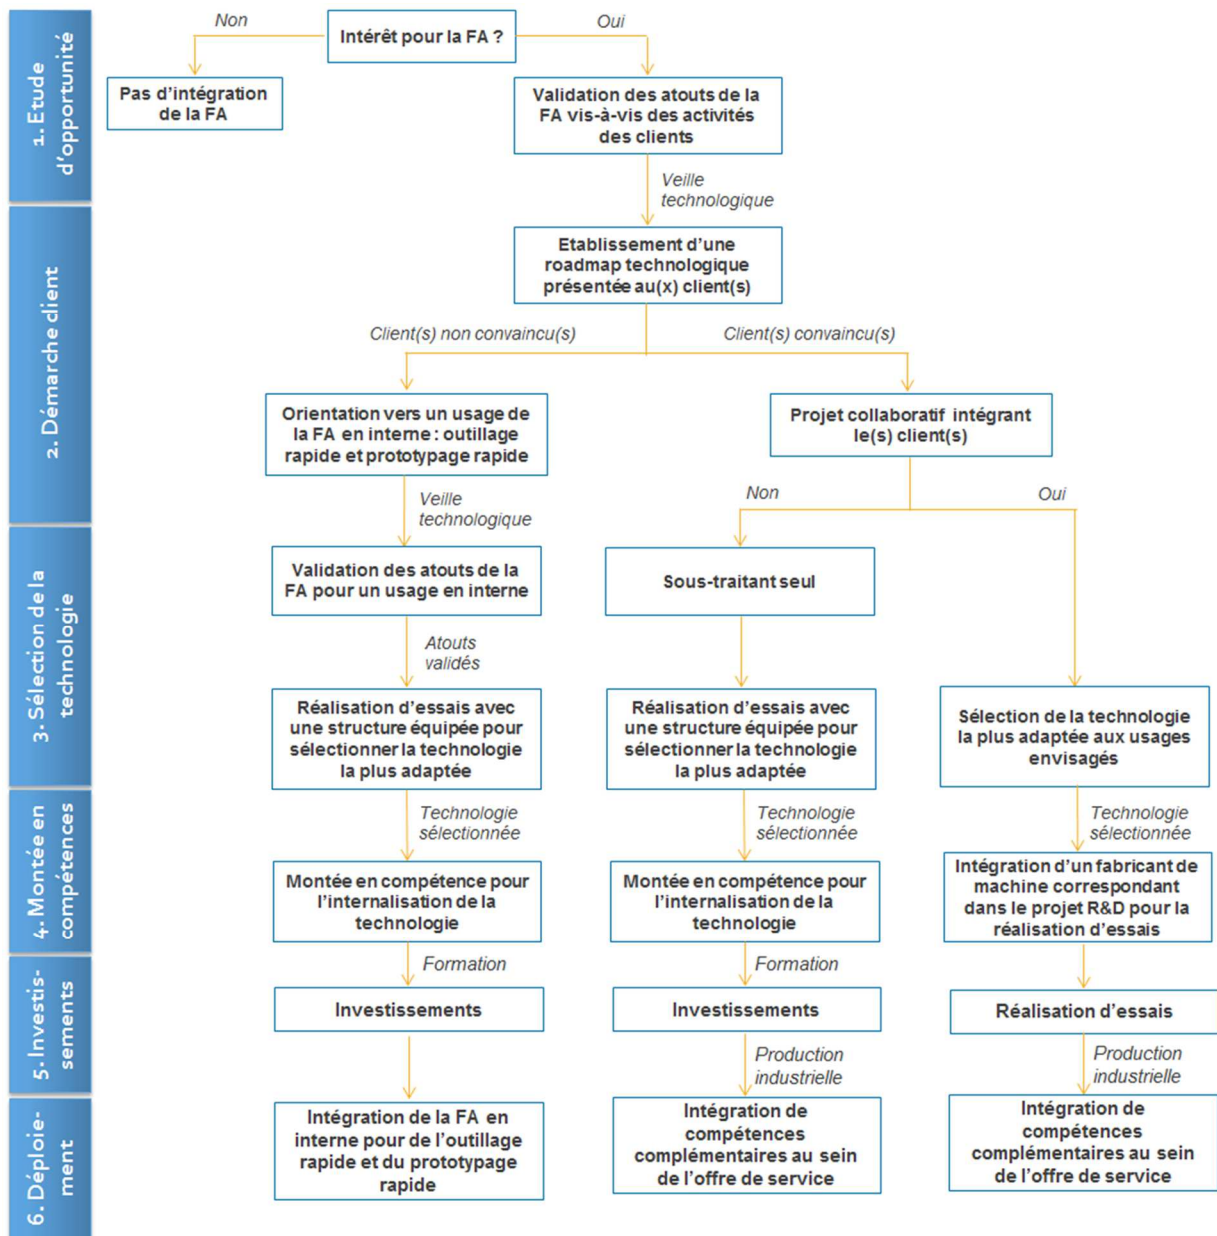 1. Etude
d'opportunité
Non
Intérêt pour la FA ?
Oui
Pas d'intégration
de la FA
Validation des atouts de la
FA vis-à-vis des activités
des clients
Veille
technologique
2. Démarche client
Etablissement d'une
roadmap technologique
présentée au(x) client(s)
Client(s) non convaincu(s)
Client(s) convaincu(s)
Orientation vers un usage de
la FA en interne : outillage
rapide et prototypage rapide
Projet collaboratif intégrant
le(s) client(s)
Veille
technologique
Non
Oui
3. Sélection de la
technologie
Validation des atouts de la
FA pour un usage en interne
Sous-traitant seul
Atouts
validés
Réalisation d'essais avec
une structure équipée pour
sélectionner la technologie
la plus adaptée
Réalisation d'essais avec
une structure équipée pour
sélectionner la technologie
la plus adaptée
Sélection de la technologie
la plus adaptée aux usages
envisagés
4. Montée en
compétences
Technologie
sélectionnée
Technologie
sélectionnée
Technologie
sélectionnée
Montée en compétence pour
l'internalisation de la
technologie
Montée en compétence pour
l'internalisation de la
technologie
Intégration d'un fabricant de
machine correspondant
dans le projet R&D pour la
réalisation d'essais
Formation
Formation
5. Investis-
sements
Investissements
Investissements
Réalisation d'essais
Production
industrielle
Production
industrielle
6. Déploie-
ment
Intégration de la FA en
interne pour de l'outillage
rapide et du prototypage
rapide
Intégration de
compétences
complémentaires au sein
de l'offre de service
Intégration de
compétences
complémentaires au sein
de l'offre de service